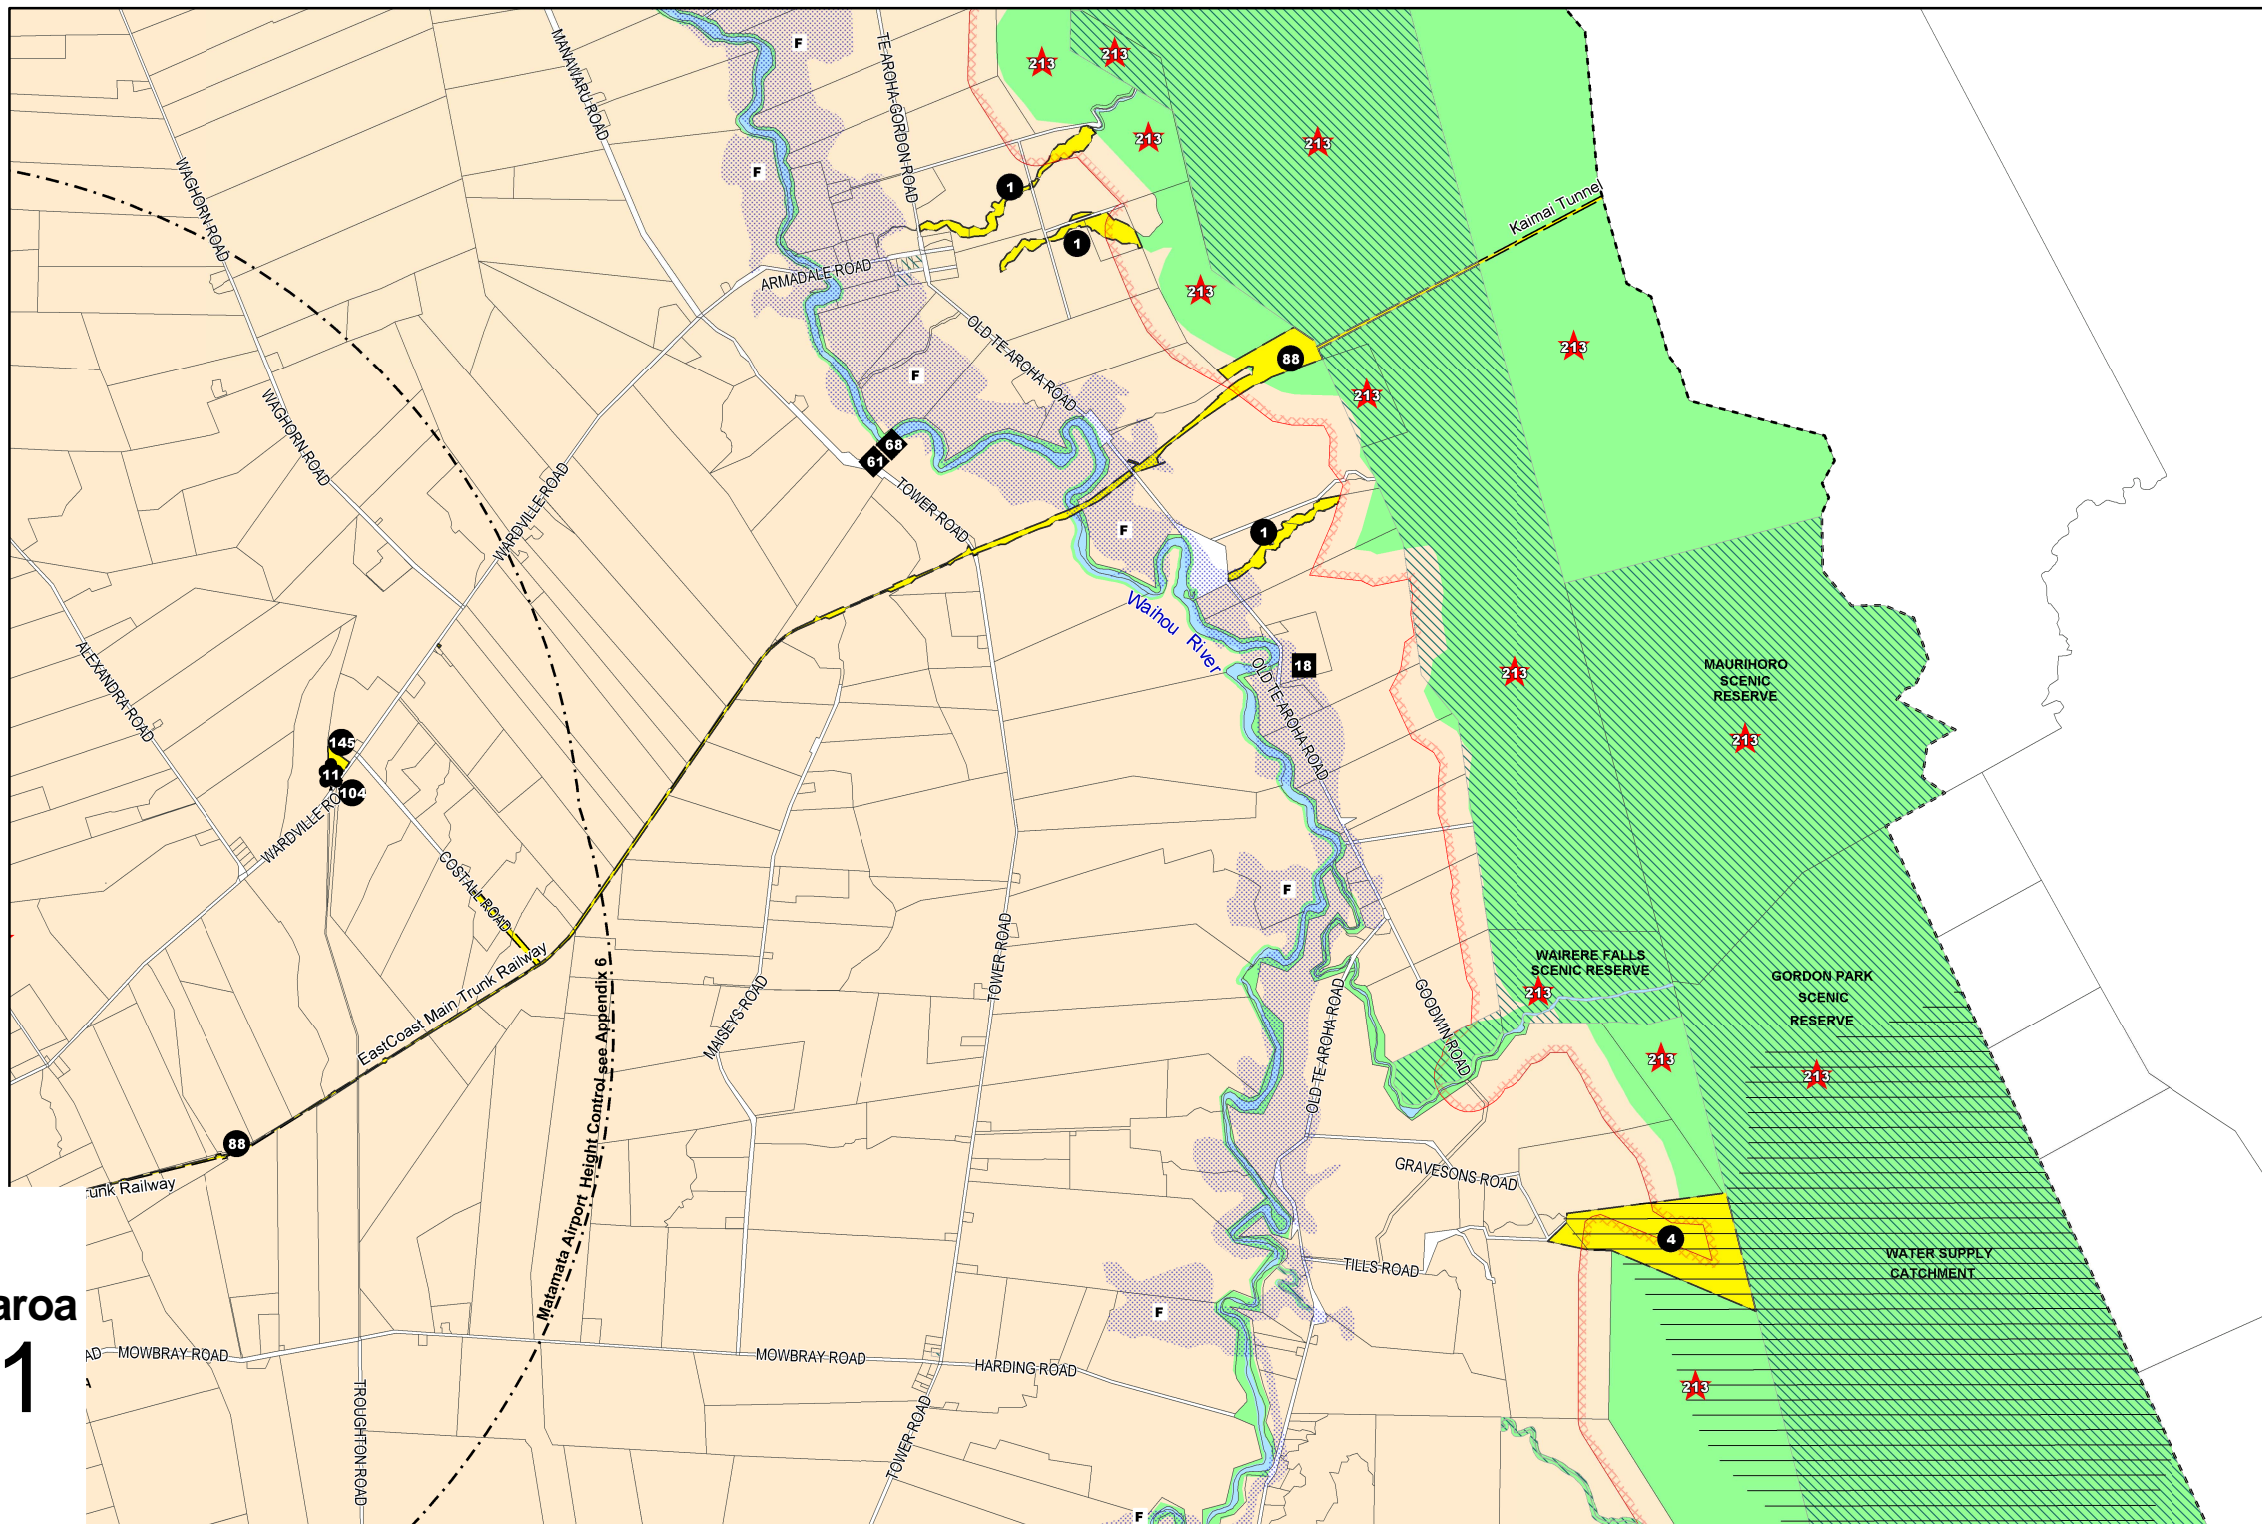 F
213
213
MANAWARU ROAD
TE AROHA-GORDON ROAD
213
213
F
WAGHORN ROAD
1
Kaimai Tunnel
1
ARMADALE ROAD
213
OLD TE AROHA ROAD
213
88
F
213
WAGHORN ROAD
68
61
WARDVILLE ROAD
TOWER ROAD
F
1
Waihou River
ALEXANDRA ROAD
18
OLD TE AROHA ROAD
213
MAURIHORO
SCENIC
RESERVE
213
145
11
104
WARDVILLE RO
COSTALL ROAD
F
EastCoast Main Trunk Railway
Matamata Airport Height Control see Appendix 6
MAISEYS ROAD
TOWER ROAD
OLD TE AROHA ROAD
GOODWIN ROAD
WAIRERE FALLS
SCENIC RESERVE
213
GORDON PARK
SCENIC
RESERVE
213
213
88
unk Railway
GRAVESONS ROAD
4
WATER SUPPLY
CATCHMENT
TILLS ROAD
aroa
1
F
AD
MOWBRAY ROAD
MOWBRAY ROAD
HARDING ROAD
A
213
TROUGHTON ROAD
TOWER ROAD
F